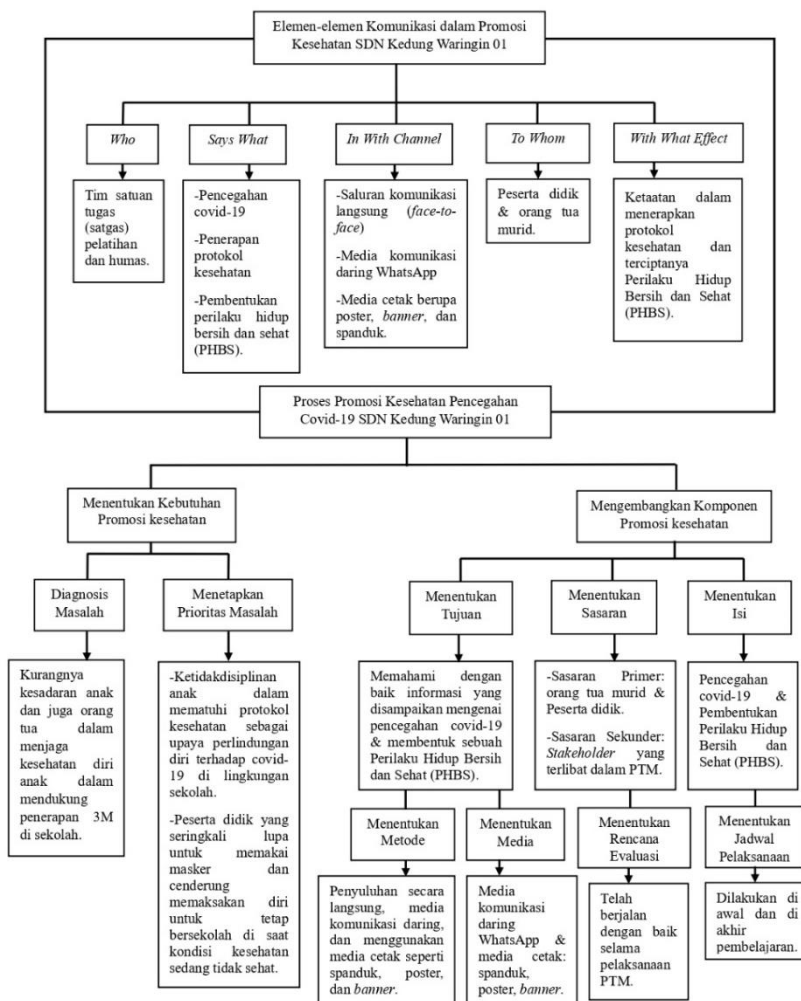 Elemen-elemen Komunikasi dalam Promosi
Kesehatan SDN Kedung Waringin 01
Who
Says What
In With Channel
To Whom
With What Effect
Tim satuan
tugas
(satgas)
pelatihan
dan humas.
-Pencegahan
covid-19
-Penerapan
protokol
kesehatan
-Pembentukan
perilaku hidup
bersih dan sehat
(PHBS).
-Saluran komunikasi
langsung (face-to-
face)
-Media komunikasi
daring WhatsApp
-Media cetak berupa
poster, banner, dan
spanduk.
Peserta didik
& orang tua
murid.
Ketaatan dalam
menerapkan
protokol
kesehatan dan
terciptanya
Perilaku Hidup
Bersih dan Sehat
(PHBS).
Proses Promosi Kesehatan Pencegahan
Covid-19 SDN Kedung Waringin 01
Menentukan Kebutuhan
Promosi kesehatan
Mengembangkan Komponen
Promosi kesehatan
Diagnosis
Masalah
Menetapkan
Prioritas Masalah
Menentukan
Tujuan
Menentukan
Sasaran
Menentukan
Isi
Kurangnya
kesadaran anak
dan juga orang
tua dalam
menjaga
kesehatan diri
anak dalam
mendukung
penerapan 3M
di sekolah.
-Ketidakdisiplinan
anak dalam
mematuhi protokol
kesehatan sebagai
upaya perlindungan
diri terhadap covid-
19 di lingkungan
sekolah.
-Peserta didik yang
seringkali lupa
untuk memakai
masker dan
cenderung
memaksakan diri
untuk tetap
bersekolah di saat
kondisi kesehatan
sedang tidak sehat.
Memahami dengan
baik informasi yang
disampaikan mengenai
pencegahan covid-19
& membentuk sebuah
Perilaku Hidup Bersih
dan Sehat (PHBS).
-Sasaran Primer:
orang tua murid &
Peserta didik.
-Sasaran Sekunder:
Stakeholder yang
terlibat dalam PTM.
Pencegahan
covid-19 &
Pembentukan
Perilaku Hidup
Bersih dan
Sehat (PHBS).
Menentukan
Metode
Menentukan
Media
Menentukan
Rencana
Evaluasi
Menentukan
Jadwal
Pelaksanaan
Penyuluhan secara
langsung, media
komunikasi daring,
dan menggunakan
media cetak seperti
spanduk, poster,
dan banner.
Media
komunikasi
daring
WhatsApp &
media cetak:
spanduk,
poster, banner.
Telah
berjalan
dengan baik
selama
pelaksanaan
PTM.
Dilakukan di
awal dan di
akhir
pembelajaran.